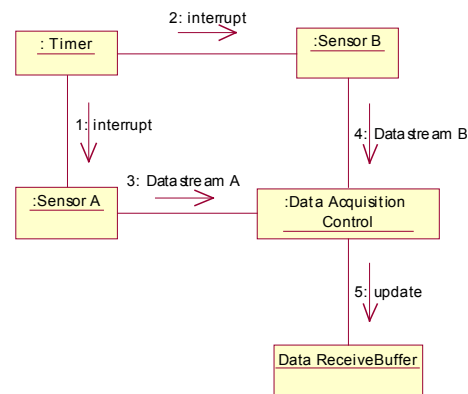 2: interrupt
: Timer
:Sensor B
1: interrupt
4: Datastream B
3: Datastream A
:Sensor A
:Data Acquisition
Control
5: update
Data ReceiveBuffer